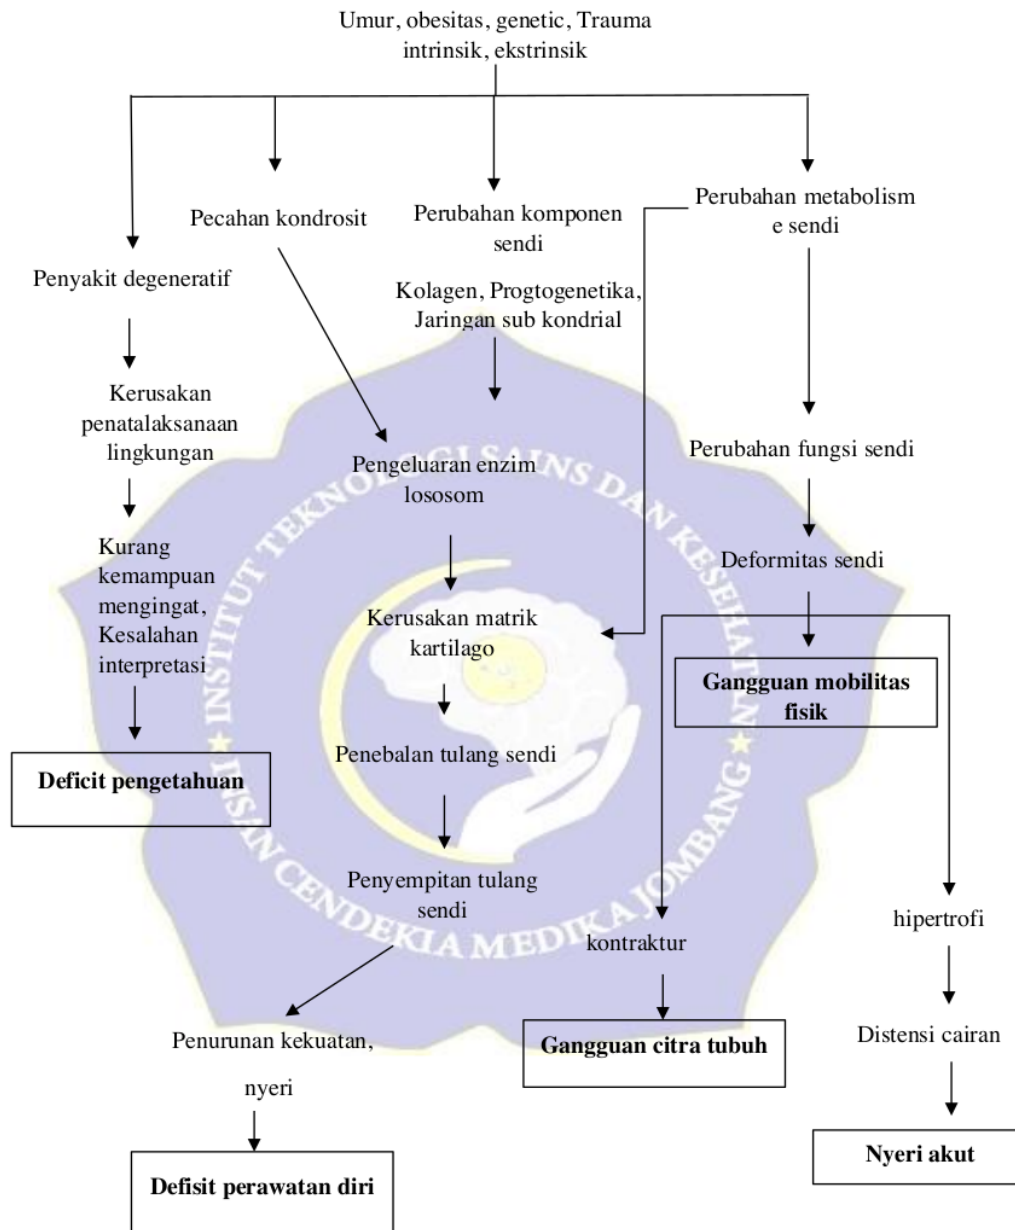 Umur, obesitas, genetic, Trauma
intrinsik, ekstrinsik
Pecahan kondrosit
Perubahan komponen
sendi
Perubahan metabolism
e sendi
Penyakit degeneratif
Kolagen, Progtogenetika,
Jaringan sub kondrial
Kerusakan
penatalaksanaan
lingkungan
Pengeluaran enzim
lososom
Perubahan fungsi sendi
Kurang
kemampuan
mengingat,
Kesalahan
interpretasi
Deformitas sendi
Kerusakan matrik
kartilago
Gangguan mobilitas
fisik
Deficit pengetahuan
Penebalan tulang sendi
Penyempitan tulang
sendi
kontraktur
hipertrofi
Penurunan kekuatan,
nyeri
Gangguan citra tubuh
Distensi cairan
Defisit perawatan diri
Nyeri akut
INSTITUT TEKNOLOGI SAINS DAN KESEHATAN
IHSAN CENDEKIA MEDIKA JOMBANG